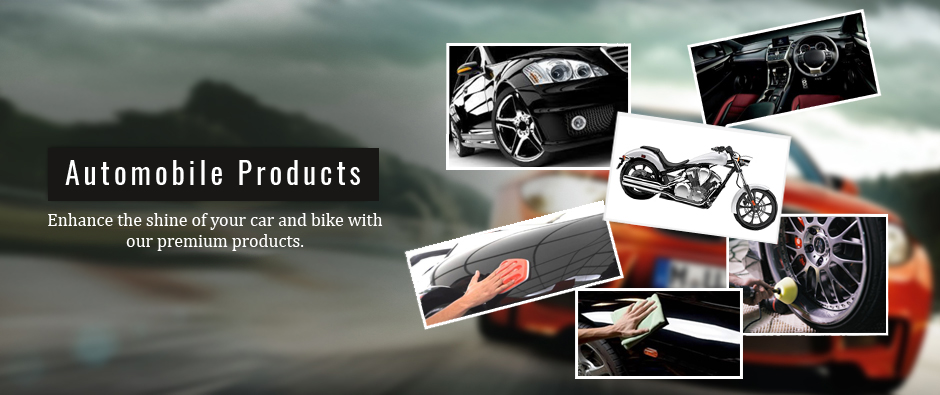 Automobile Products
Enhance the shine of your car and bike with
our premium products.